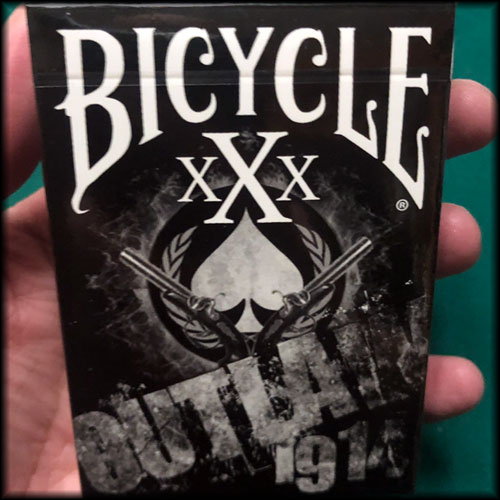 BICYCLE
xXx
®
OUTLAW
1914